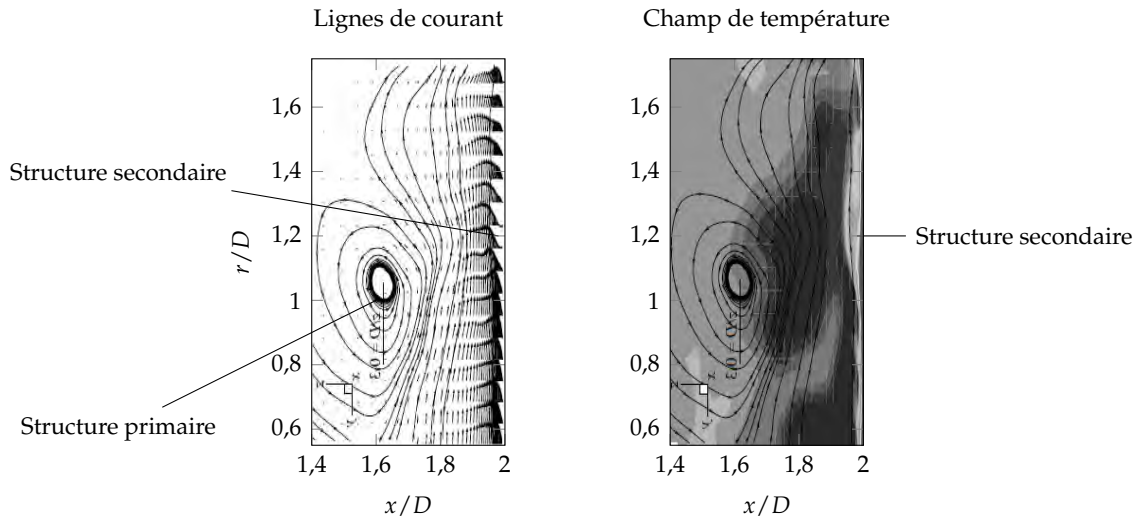 Lignes de courant
1,6
1,4
1,2
1
0,8
0,6
r/D
1,4
1,6
1,8
2
x/D
Structure secondaire
Structure primaire
z/D = 0,3
x
z
Champ de température
1,6
1,4
1,2
1
0,8
0,6
1,4
1,6
1,8
2
x/D
Structure secondaire
x
z